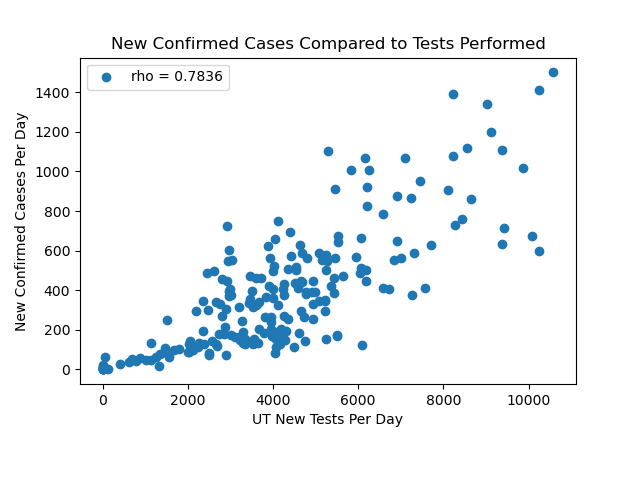 New Confirmed Cases Compared to Tests Performed
rho = 0.7836
1400
1200
1000
800
600
400
200
0
New Confirmed Caeses Per Day
0 2000 4000 6000 8000 10000
UT New Tests Per Day